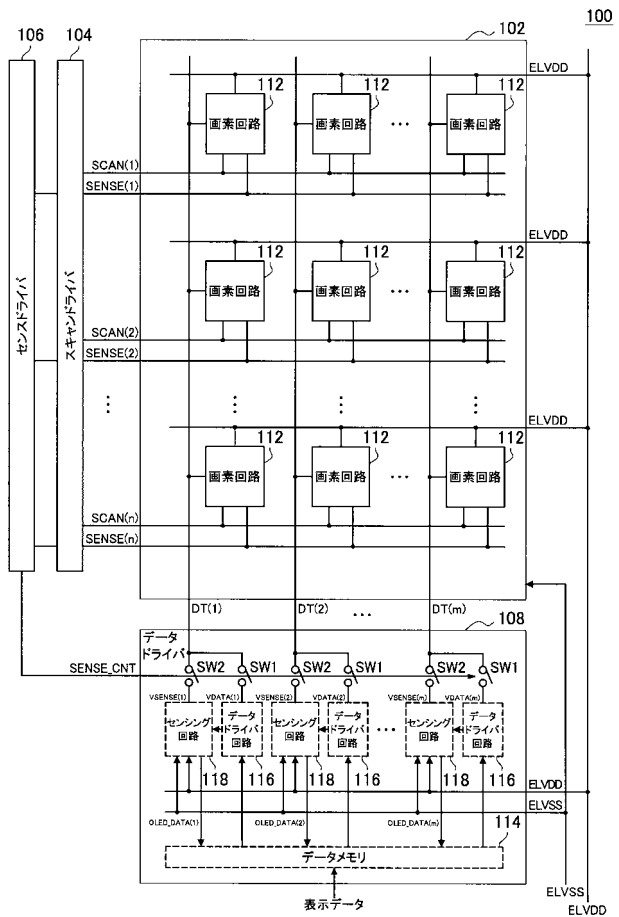 100
106
104
102
ELVDD
112
112
112
画素回路
画素回路
...
画素回路
SCAN(1)
SENSE(1)
ELVDD
112
112
112
画素回路
画素回路
...
画素回路
SCAN(2)
SENSE(2)
センスドライバ
スキャンドライバ
ELVDD
112
112
112
画素回路
画素回路
...
画素回路
SCAN(n)
SENSE(n)
DT(1)
DT(2)
...
DT(m)
108
データ
ドライバ
SENSE_CNT
SW2
SW1
SW2
SW1
SW2
SW1
VSENSE(1)
VDATA(1)
VSENSE(2)
VDATA(2)
VSENSE(m)
VDATA(m)
センシング
回路
データ
ドライバ
回路
センシング
回路
データ
ドライバ
回路
...
センシング
回路
データ
ドライバ
回路
118
116
118
116
118
116
ELVDD
ELVSS
OLED_DATA(1)
OLED_DATA(2)
OLED_DATA(m)
114
データメモリ
表示データ
ELVSS
ELVDD